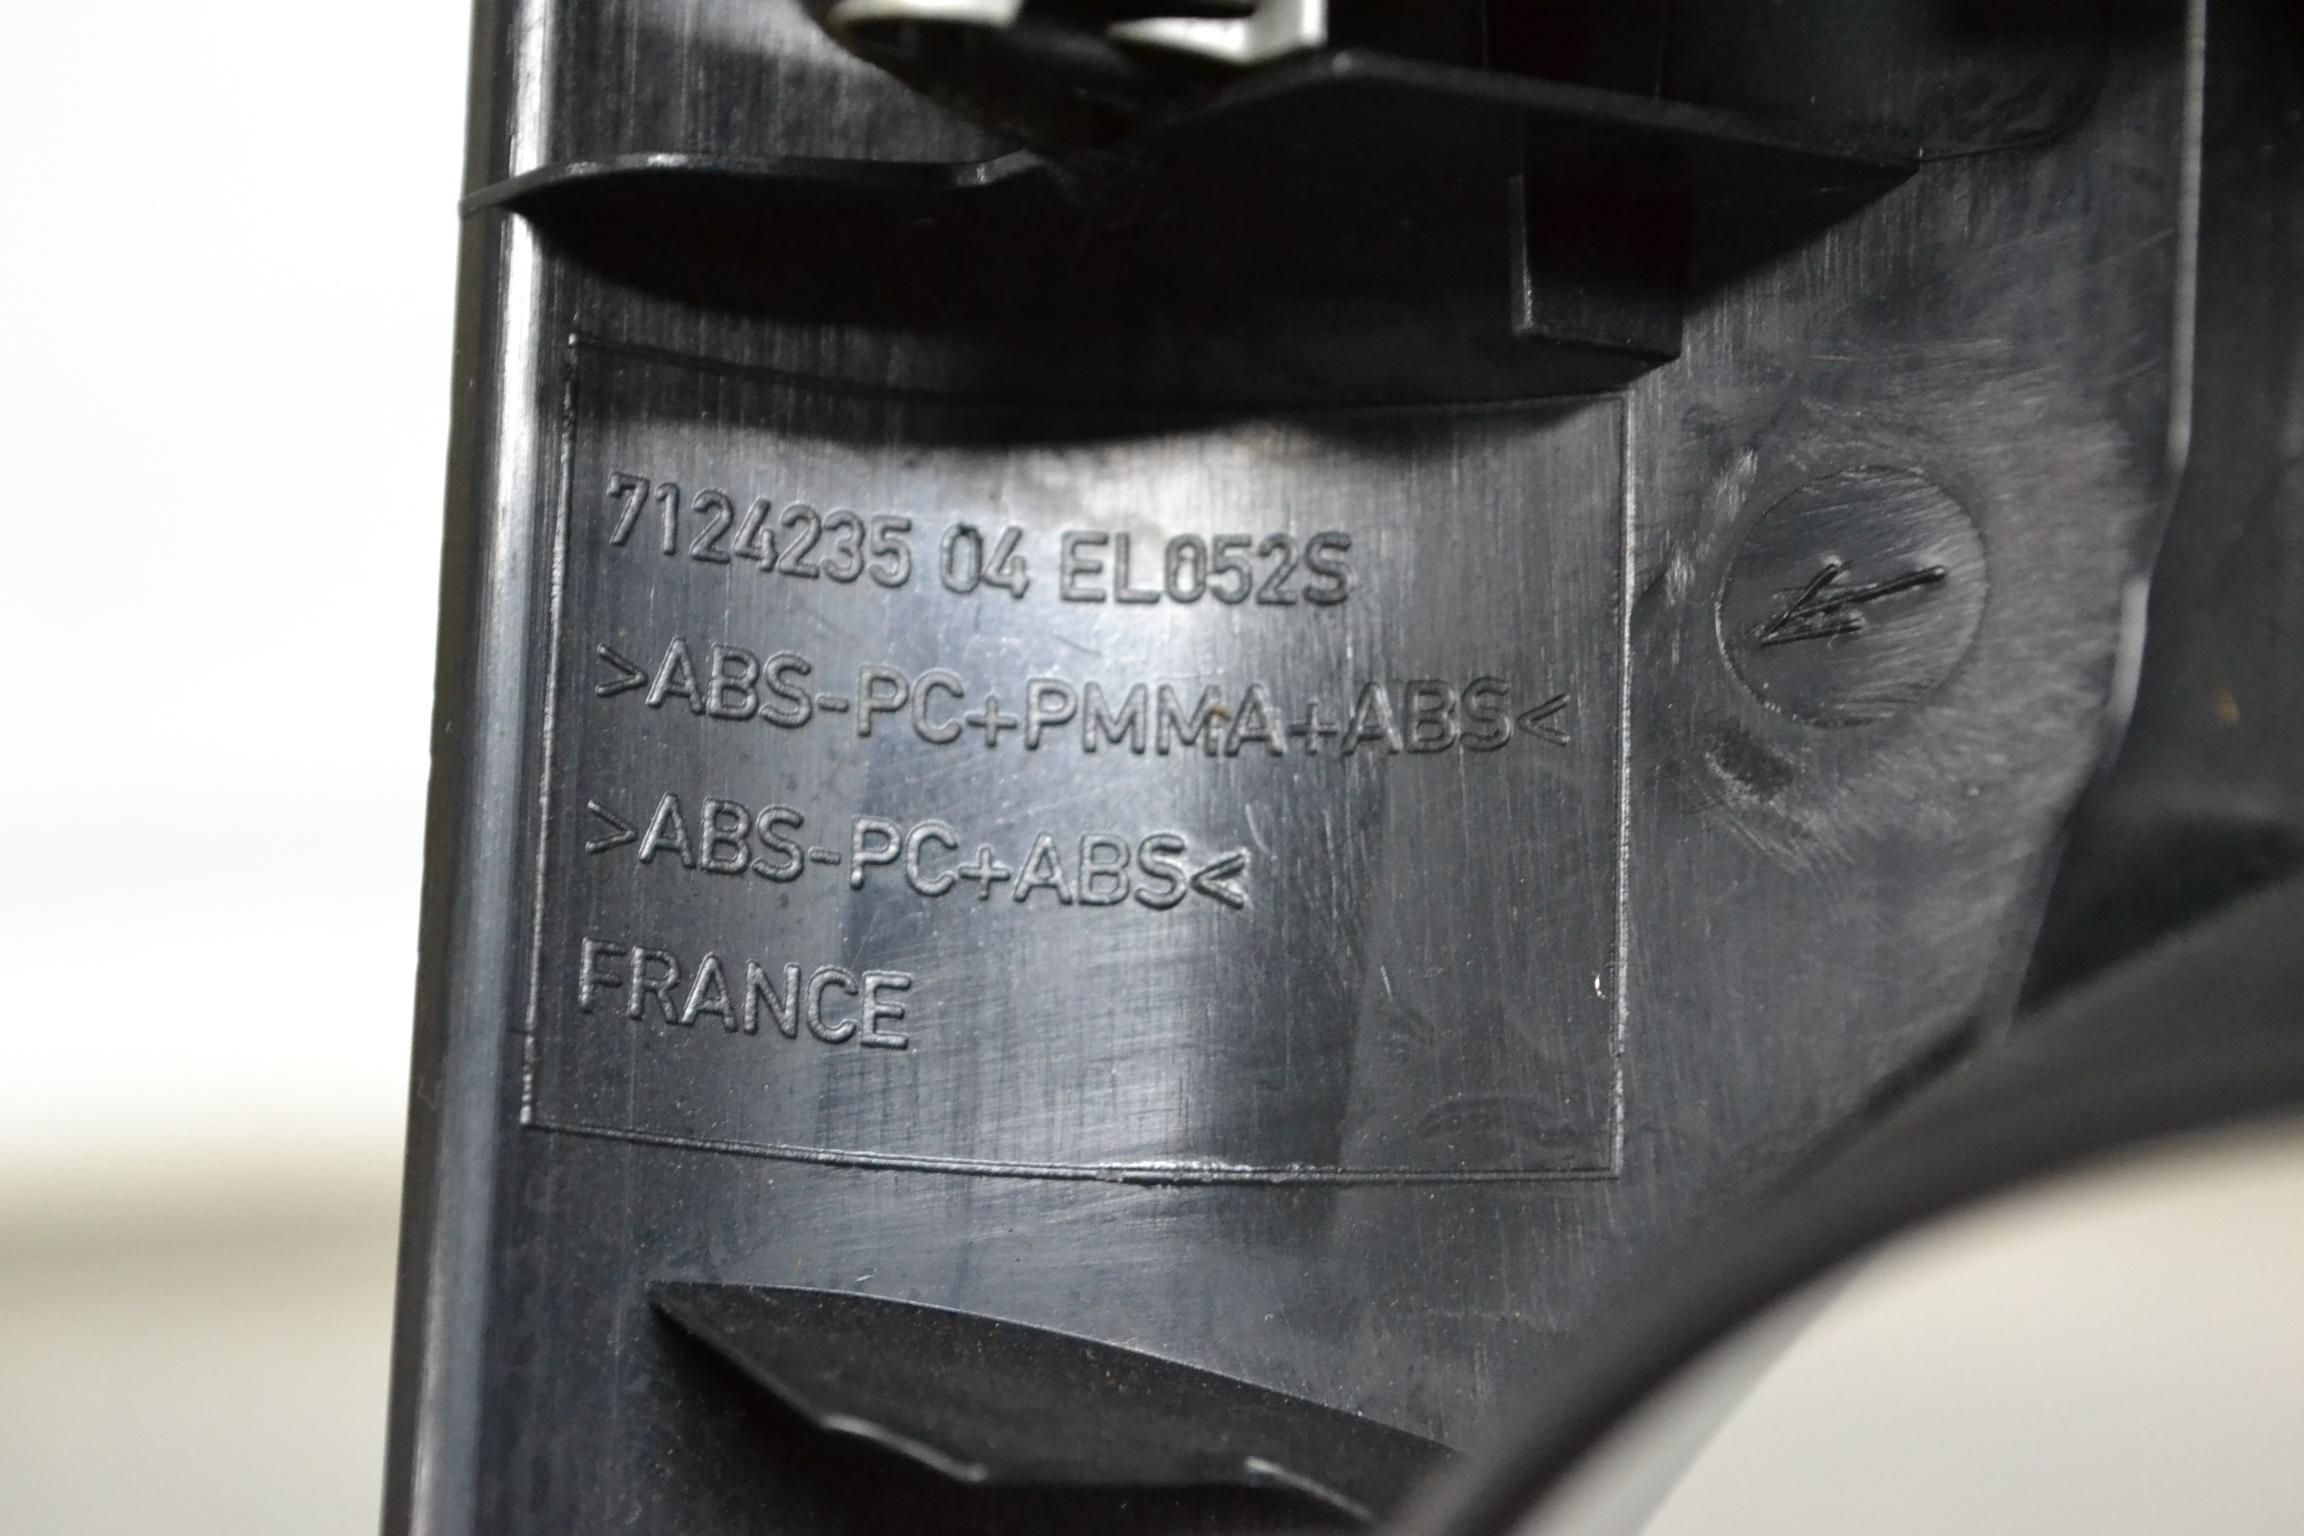 7124235 04 EL052S
>ABS-PC+PMMA+ABS<
>ABS-PC+ABS<
FRANCE